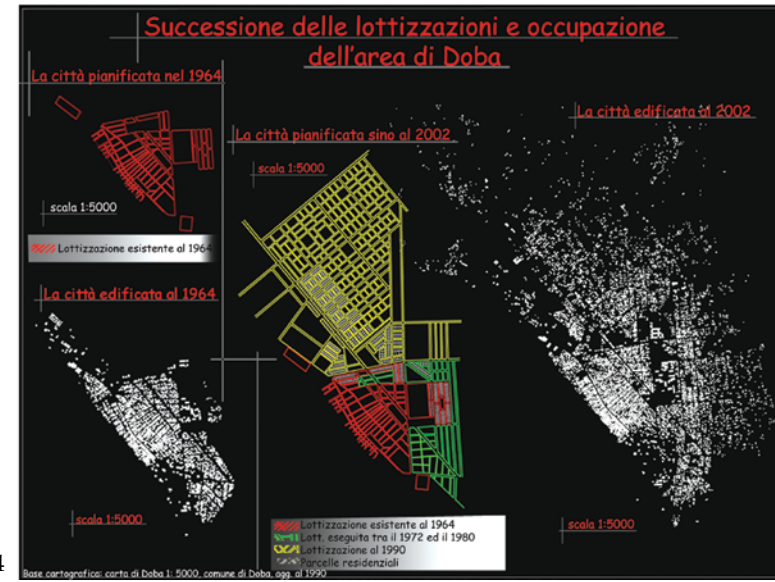 Successione delle lottizzazioni e occupazione
dell'area di Doba
La città pianificata nel 1964
scala 1:5000
Lottizzazione esistente al 1964
La città edificata al 1964
scala 1:5000
La città pianificata sino al 2002
scala 1:5000
La città edificata al 2002
scala 1:5000
Lottizzazione esistente al 1964
Lott. eseguita tra il 1972 ed il 1980
Lottizzazione al 1990
Parcelle residenziali
Base cartografica: carta di Doba 1: 5000, comune di Doba, agg. al 1990
4